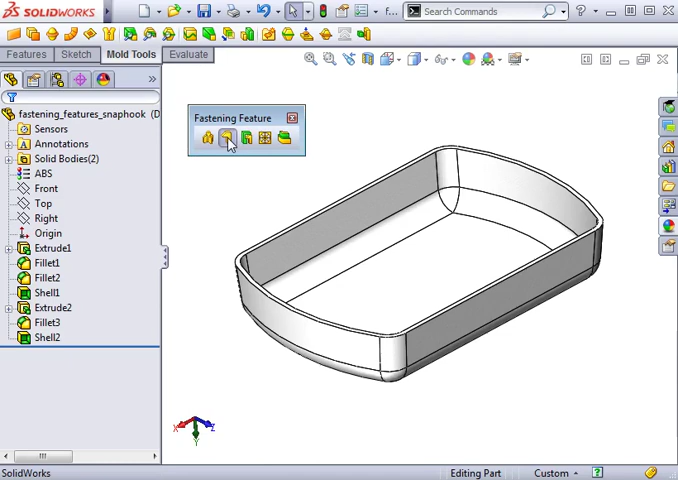 SOLIDWORKS
f...
Search Commands
Features
Sketch
Mold Tools
Evaluate
fastening_features_snaphook (D
Sensors
Annotations
Solid Bodies(2)
ABS
Front
Top
Right
Origin
Extrude1
Fillet1
Fillet2
Shell1
Extrude2
Fillet3
Shell2
Fastening Feature
X
Y
Z
SolidWorks
Editing Part
Custom